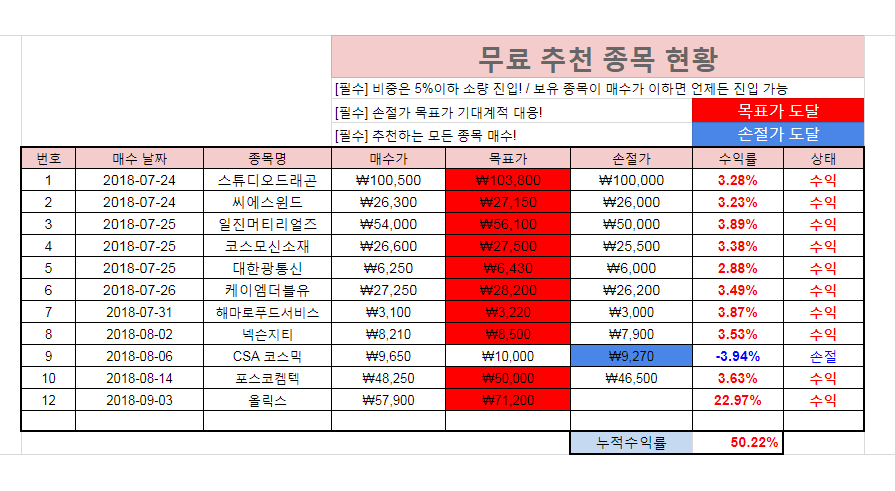 무료 추천 종목 현황
[필수] 비중은 5%이하 소량 진입! / 보유 종목이 매수가 이하면 언제든 진입 가능
[필수] 손절가 목표가 기대계적 대응! 목표가 도달
[필수] 추천하는 모든 종목 매수! 손절가 도달
번호 매수 날짜 종목명 매수가 목표가 손절가 수익률 상태
1 2018-07-24 스튜디오드래곤 ₩100,500 ₩103,800 ₩100,000 3.28% 수익
2 2018-07-24 씨에스윈드 ₩26,300 ₩27,150 ₩26,000 3.23% 수익
3 2018-07-25 일진머티리얼즈 ₩54,000 ₩56,100 ₩50,000 3.89% 수익
4 2018-07-25 코스모신소재 ₩26,600 ₩27,500 ₩25,500 3.38% 수익
5 2018-07-25 대한광통신 ₩6,250 ₩6,430 ₩6,000 2.88% 수익
6 2018-07-26 케이엠더블유 ₩27,250 ₩28,200 ₩26,200 3.49% 수익
7 2018-07-31 해마로푸드서비스 ₩3,100 ₩3,220 ₩3,000 3.87% 수익
8 2018-08-02 넥슨지티 ₩8,210 ₩8,500 ₩7,900 3.53% 수익
9 2018-08-06 CSA 코스믹 ₩9,650 ₩10,000 ₩9,270 -3.94% 손절
10 2018-08-14 포스코켐텍 ₩48,250 ₩50,000 ₩46,500 3.63% 수익
12 2018-09-03 올릭스 ₩57,900 ₩71,200 22.97% 수익
누적수익률 50.22%